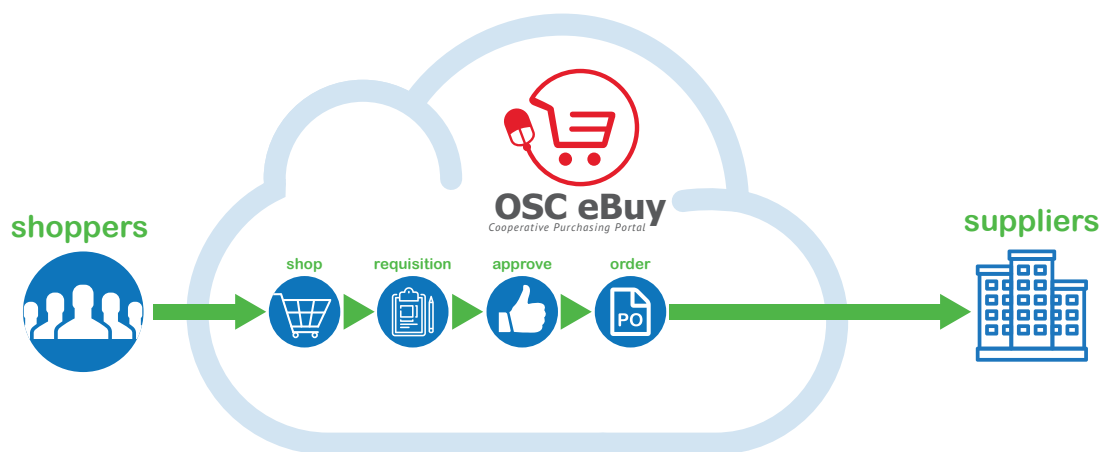 OSC eBuy
Cooperative Purchasing Portal
shoppers
suppliers
shop
requisition
approve
order
PO